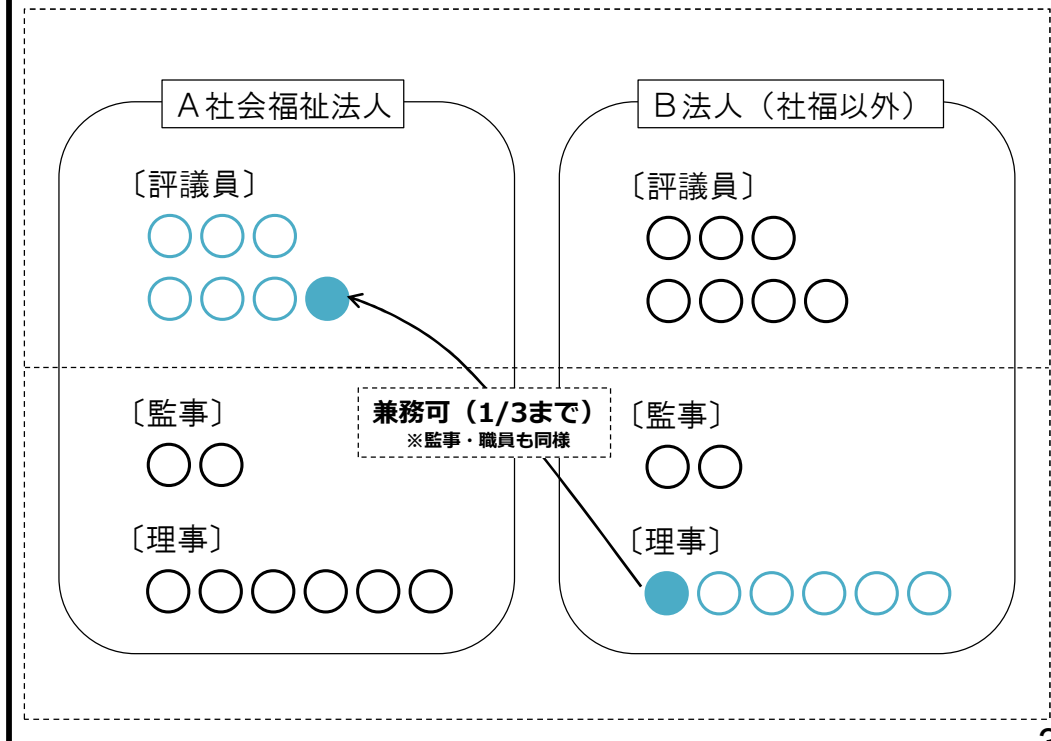 A社会福祉法人
B法人（社福以外）
〔評議員〕
〔評議員〕
兼務可（1/3まで）
※監事・職員も同様
〔監事〕
〔監事〕
〔理事〕
〔理事〕